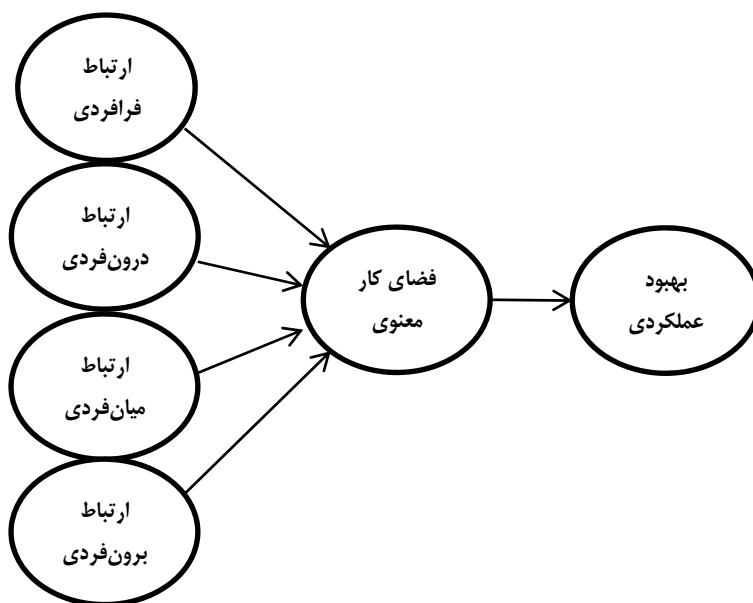 ارتباط
فرافردی
ارتباط
درون‌فردی
ارتباط
میان‌فردی
ارتباط
برون‌فردی
فضای کار
معنوی
بهبود
عملکردی